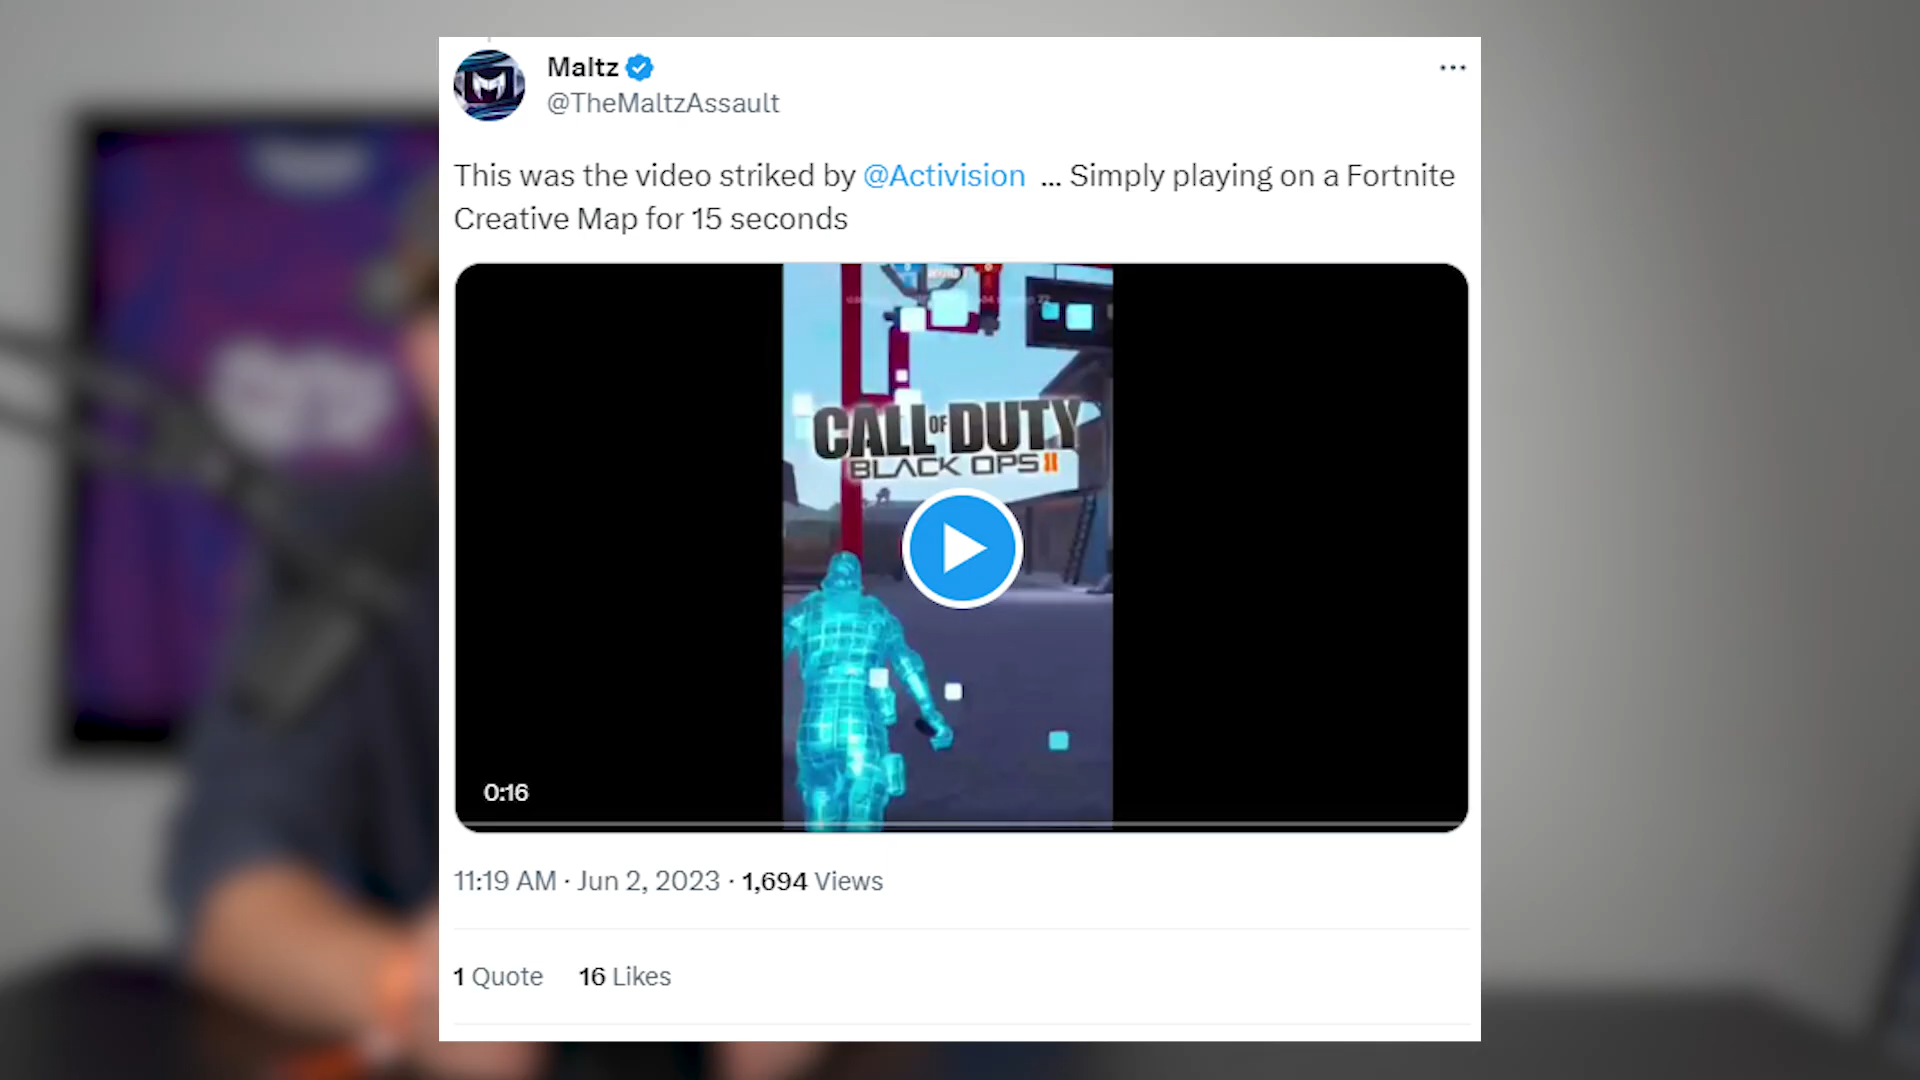 Maltz
@TheMaltzAssault
This was the video striked by @Activision ... Simply playing on a Fortnite
Creative Map for 15 seconds
CALL OF DUTY
BLACK OPS II
0:16
11:19 AM · Jun 2, 2023 · 1,694 Views
1 Quote 16 Likes